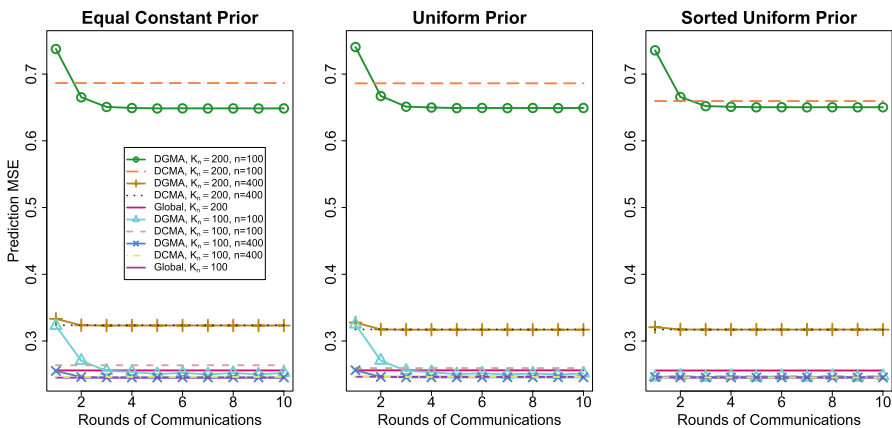 Equal Constant Prior
Uniform Prior
Sorted Uniform Prior
Prediction MSE
0.7
0.6
0.5
0.4
0.3
DGMA, Kn = 200, n=100
DCMA, Kn = 200, n=100
DGMA, Kn = 200, n=400
DCMA, Kn = 200, n=400
Global, Kn = 200
DGMA, Kn = 100, n=100
DCMA, Kn = 100, n=100
DGMA, Kn = 100, n=400
DCMA, Kn = 100, n=400
Global, Kn = 100
2 4 6 8 10
Rounds of Communications
0.7
0.6
0.5
0.4
0.3
2 4 6 8 10
Rounds of Communications
0.7
0.6
0.5
0.4
0.3
2 4 6 8 10
Rounds of Communications